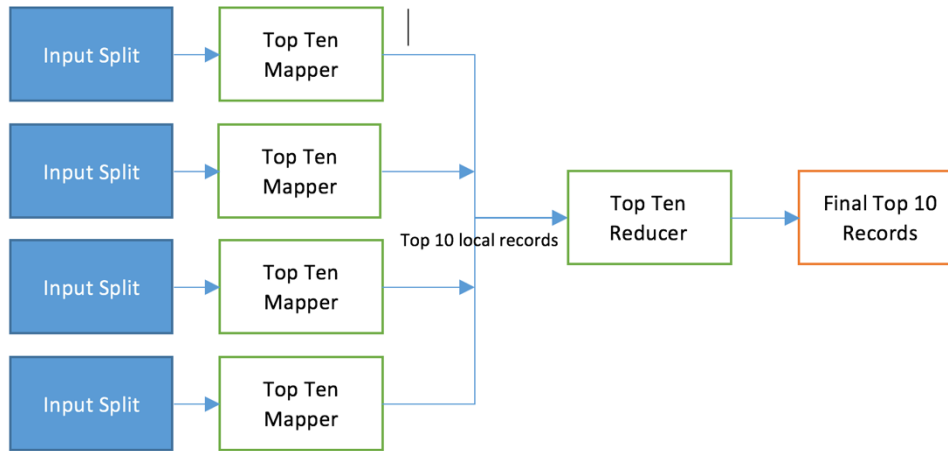 Input Split
Top Ten
Mapper
Input Split
Top Ten
Mapper
Top Ten
Reducer
Final Top 10
Records
Top 10 local records
Input Split
Top Ten
Mapper
Input Split
Top Ten
Mapper